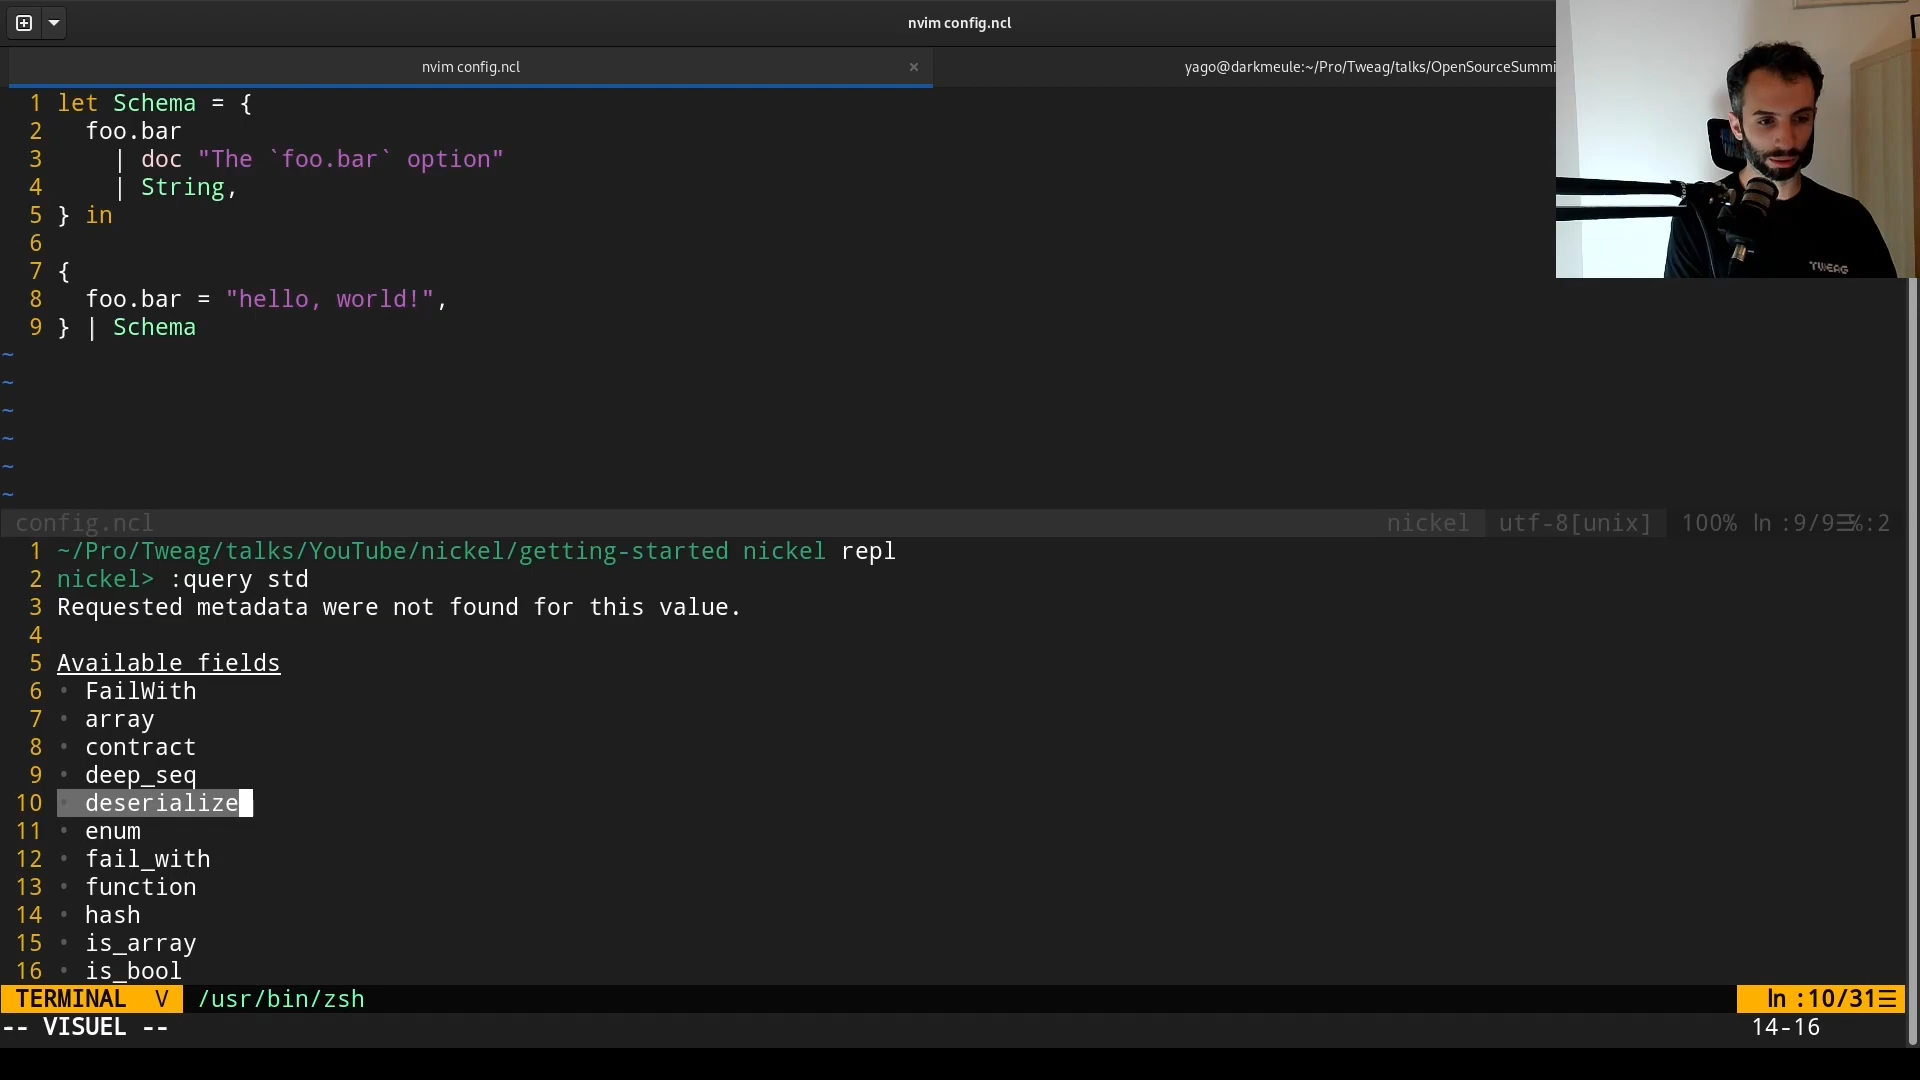 nvim config.ncl
nvim config.ncl ×
yago@darkmeule:~/Pro/Tweag/talks/OpenSourceSummi
1 let Schema = {
2   foo.bar
3     | doc "The `foo.bar` option"
4     | String,
5 } in
6
7 {
8   foo.bar = "hello, world!",
9 } | Schema
~
~
~
~
~
~
config.ncl nickel utf-8[unix] 100% ln :9/9☰%:2
1 ~/Pro/Tweag/talks/YouTube/nickel/getting-started nickel repl
2 nickel> :query std
3 Requested metadata were not found for this value.
4
5 Available fields
6 • FailWith
7 • array
8 • contract
9 • deep_seq
10 • deserialize
11 • enum
12 • fail_with
13 • function
14 • hash
15 • is_array
16 • is_bool
TERMINAL V /usr/bin/zsh ln :10/31☰
-- VISUEL -- 14-16
TWEAG